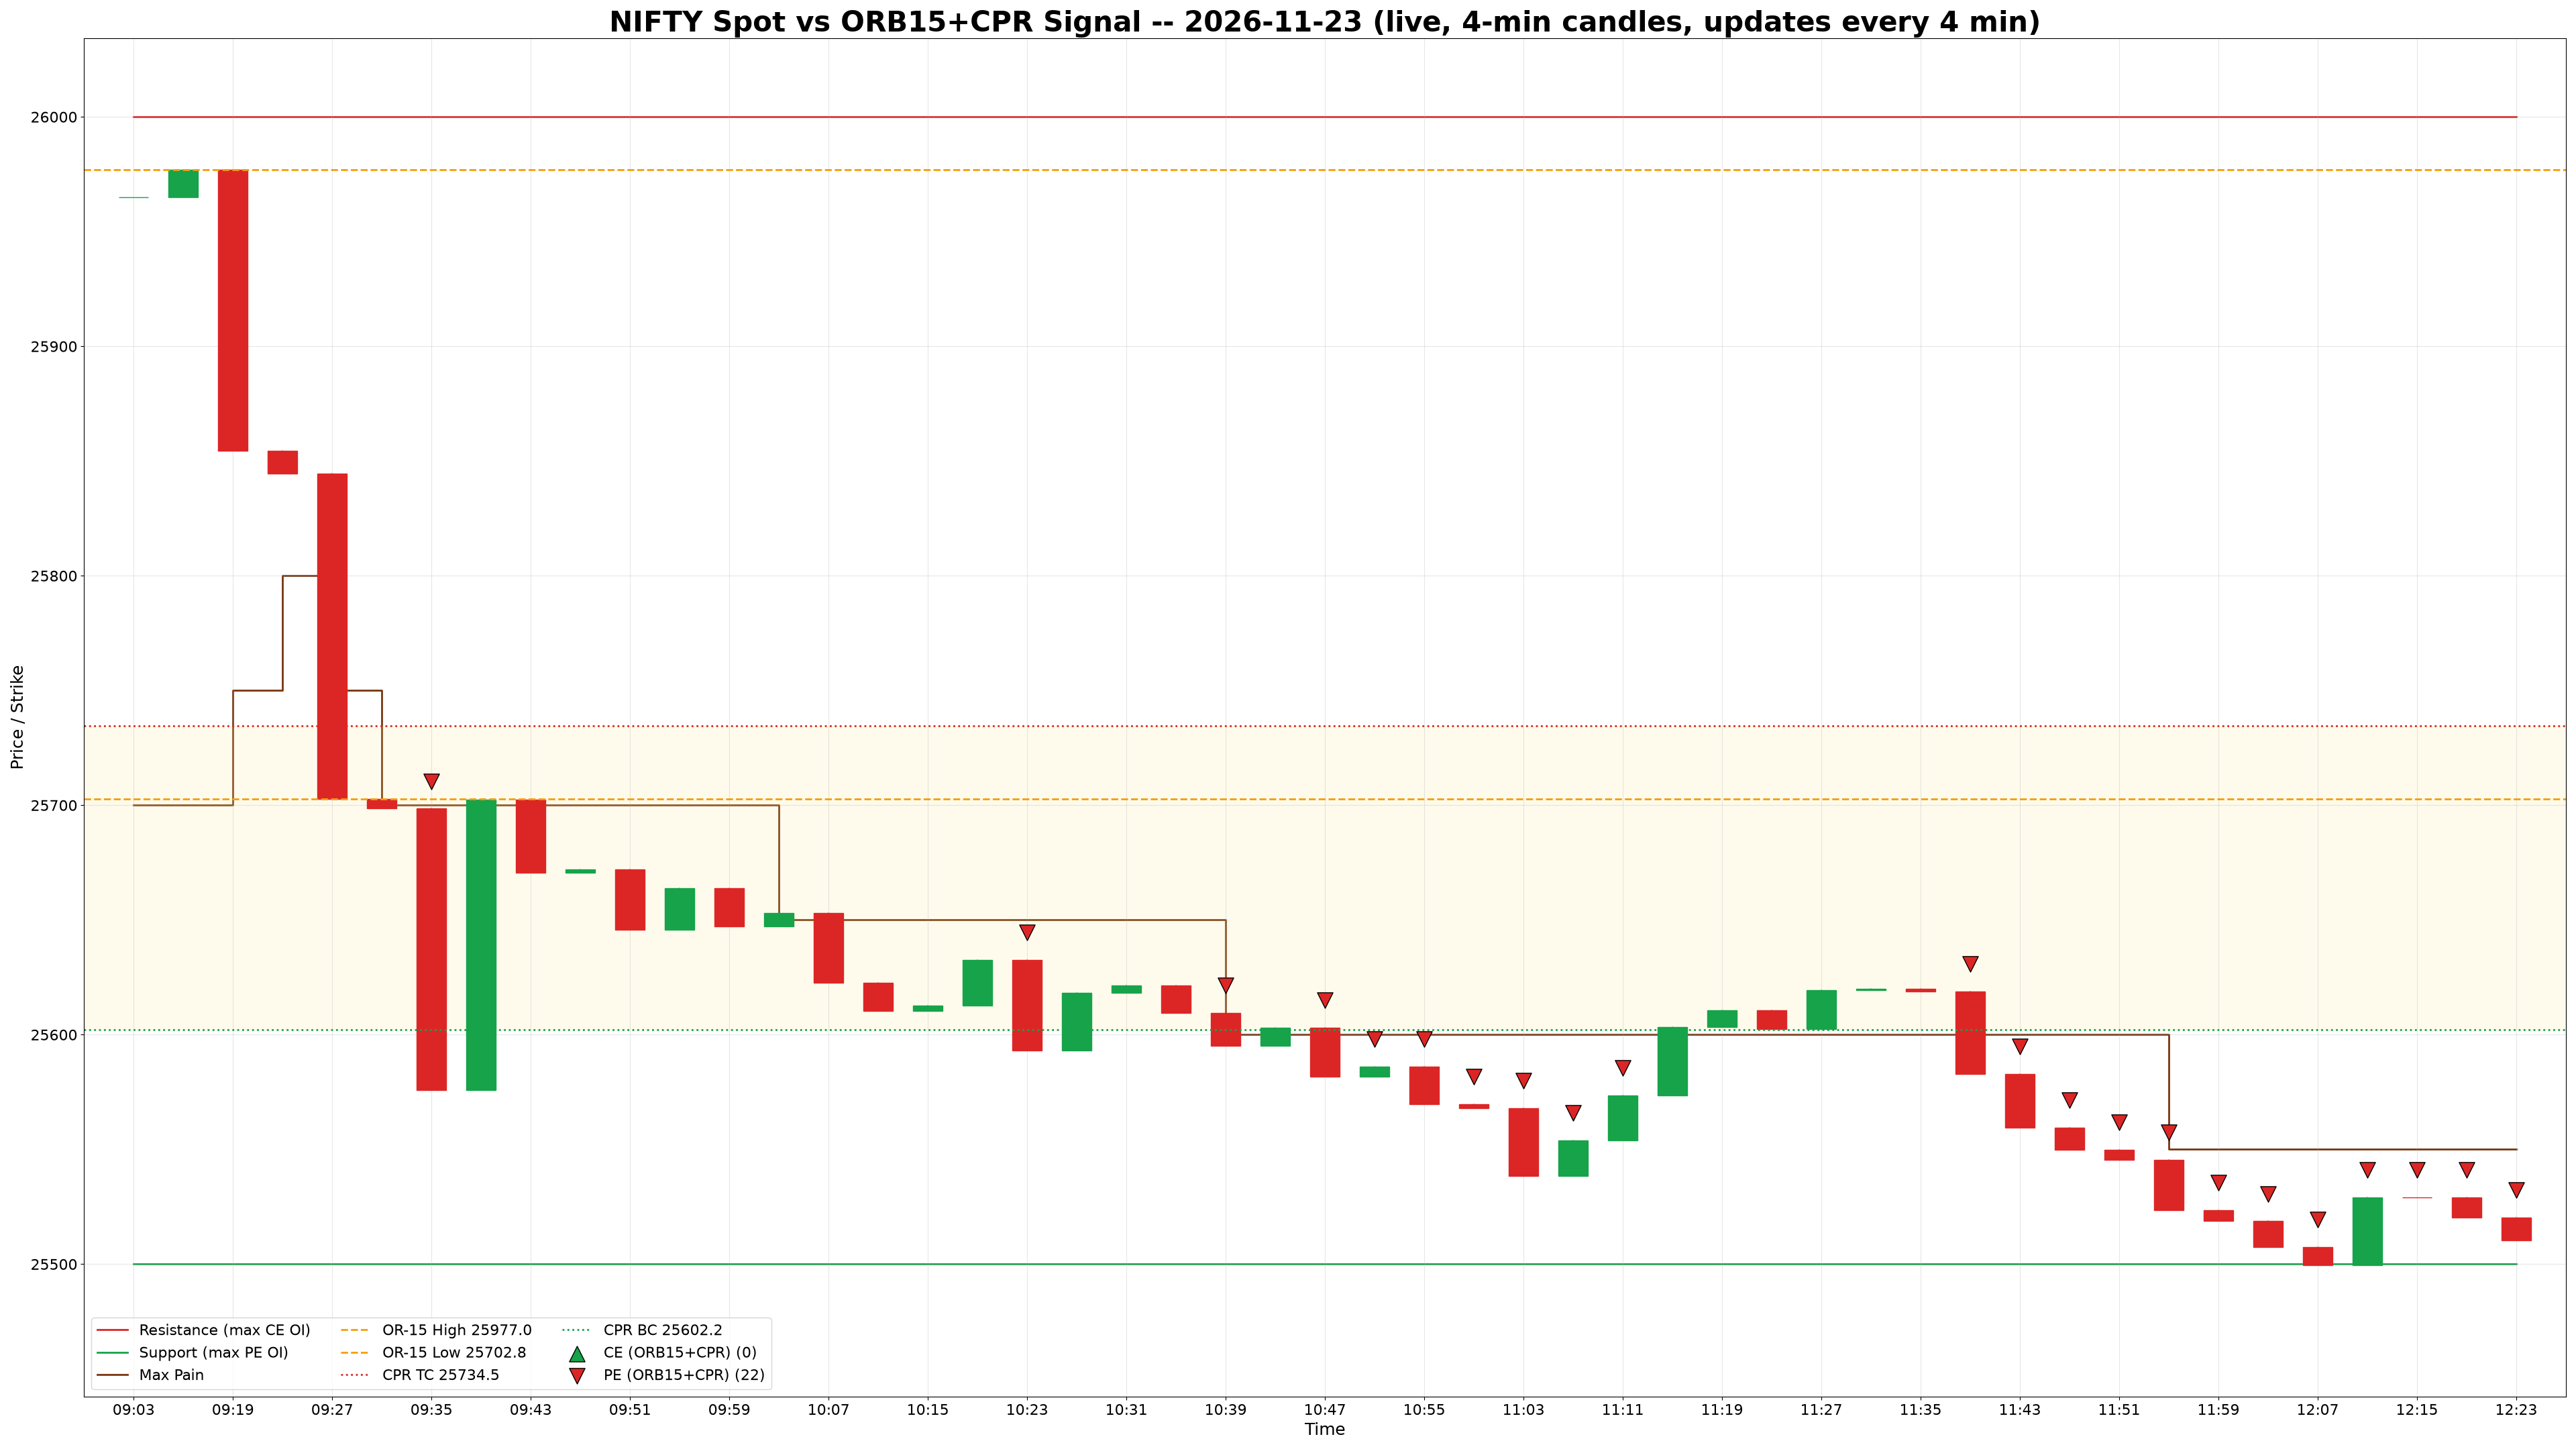 NIFTY Spot vs ORB15+CPR Signal -- 2026-11-23 (live, 4-min candles, updates every 4 min)
Price / Strike
26000
25900
25800
25700
25600
25500
Resistance (max CE OI)
Support (max PE OI)
Max Pain
OR-15 High 25977.0
OR-15 Low 25702.8
CPR TC 25734.5
CPR BC 25602.2
CE (ORB15+CPR) (0)
PE (ORB15+CPR) (22)
09:03 09:19 09:27 09:35 09:43 09:51 09:59 10:07 10:15 10:23 10:31 10:39 10:47 10:55 11:03 11:11 11:19 11:27 11:35 11:43 11:51 11:59 12:07 12:15 12:23
Time